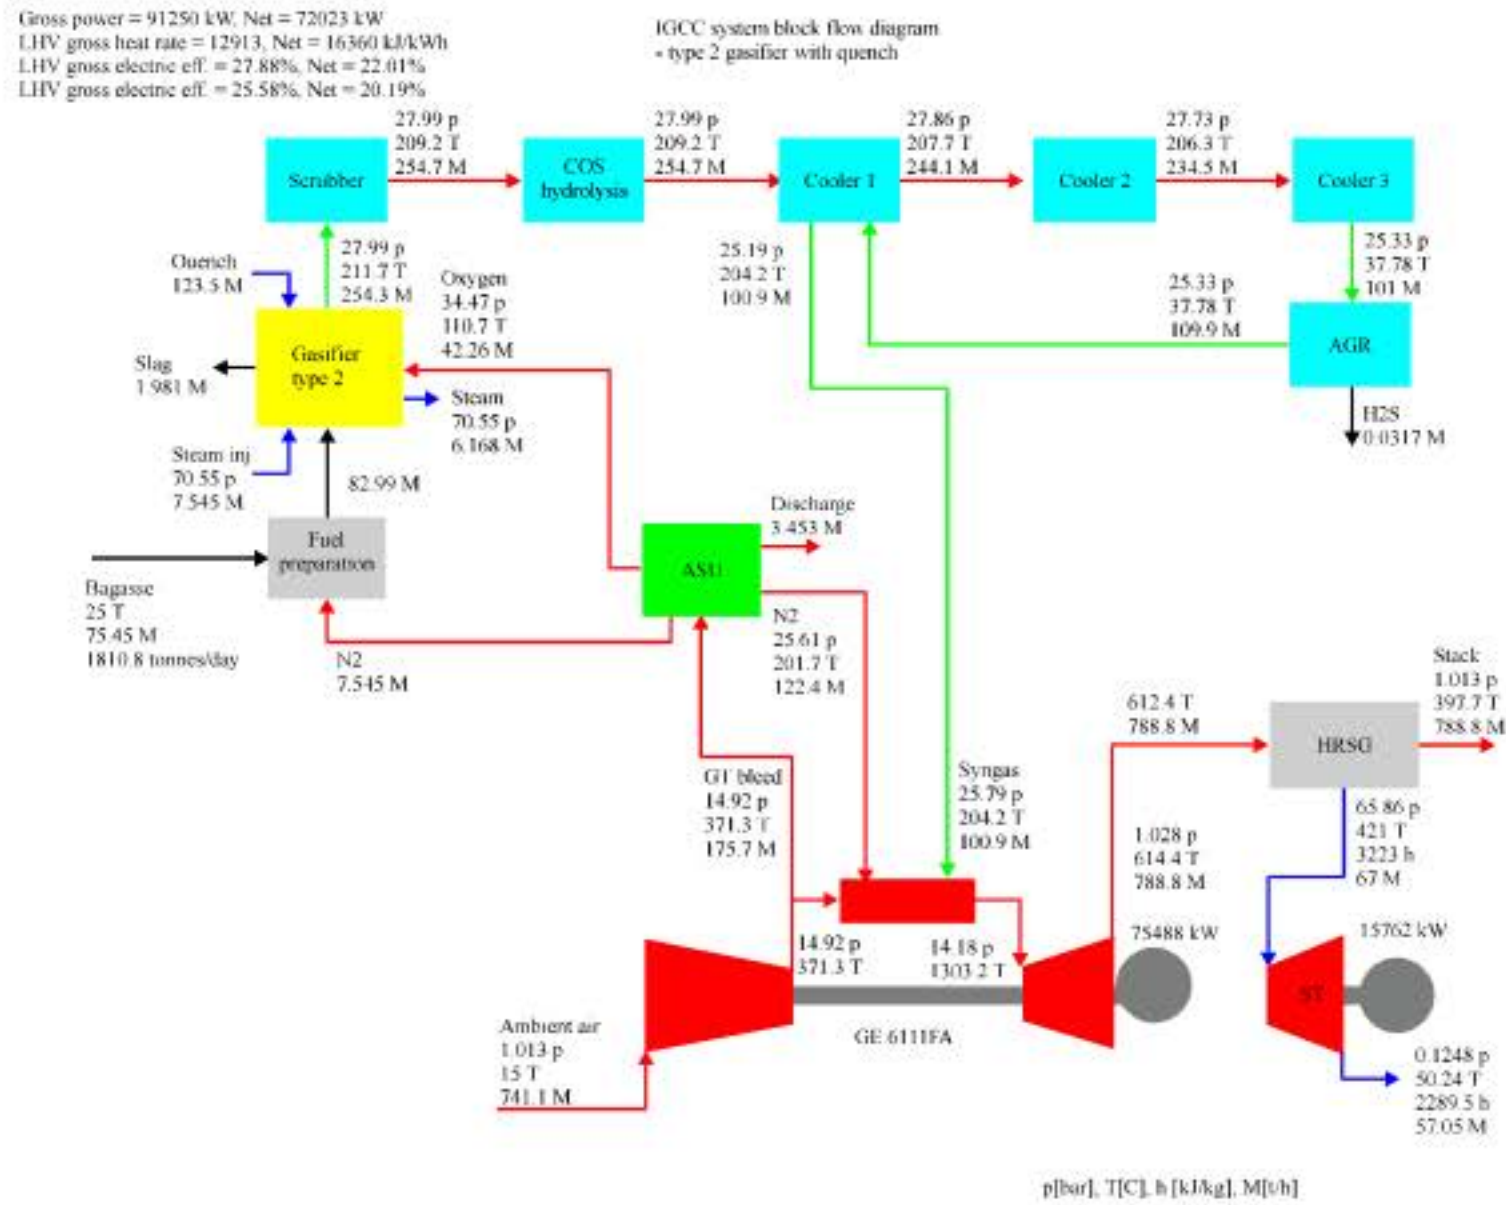 Gross power = 91250 kW, Net = 72023 kW
LHV gross heat rate = 12913, Net = 16360 kJ/kWh
LHV gross electric eff. = 27.88%, Net = 22.01%
LHV gross electric eff. = 25.58%, Net = 20.19%
IGCC system block flow diagram
- type 2 gasifier with quench
Scrubber
27.99 p
209.2 T
254.7 M
COS
hydrolysis
27.99 p
209.2 T
254.7 M
Cooler 1
27.86 p
207.7 T
244.1 M
Cooler 2
27.73 p
206.3 T
234.5 M
Cooler 3
Quench
123.5 M
27.99 p
211.7 T
254.3 M
Oxygen
34.47 p
110.7 T
42.26 M
25.19 p
204.2 T
100.9 M
25.33 p
37.78 T
109.9 M
25.33 p
37.78 T
101 M
Slag
1.981 M
Gasifier
type 2
AGR
Steam
70.55 p
6.168 M
H2S
0.0317 M
Steam inj
70.55 p
7.545 M
82.99 M
Fuel
preparation
ASU
Discharge
3.453 M
Bagasse
25 T
75.45 M
1810.8 tonnes/day
N2
7.545 M
N2
25.61 p
201.7 T
122.4 M
GT bleed
14.92 p
371.3 T
175.7 M
Syngas
25.79 p
204.2 T
100.9 M
612.4 T
788.8 M
HRSG
Stack
1.013 p
397.7 T
788.8 M
1.028 p
614.4 T
788.8 M
65.86 p
421 T
3223 h
67 M
14.92 p
371.3 T
14.18 p
1303.2 T
75488 kW
15762 kW
ST
GE 6111FA
Ambient air
1.013 p
15 T
741.1 M
0.1248 p
50.24 T
2289.5 h
57.05 M
p[bar], T[C], h [kJ/kg], M[t/h]